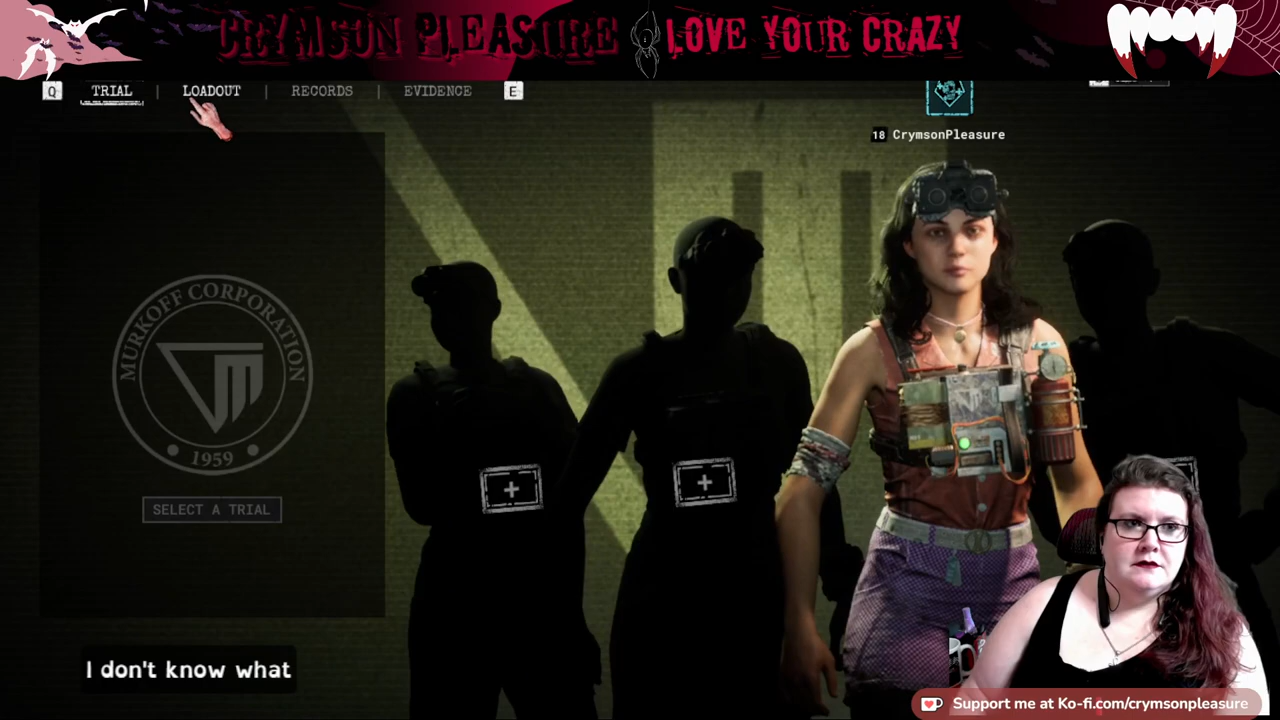 CRYMSON PLEASURE LOVE YOUR CRAZY
Q TRIAL | LOADOUT | RECORDS | EVIDENCE E
18 CrymsonPleasure
MURKOFF CORPORATION
1959
SELECT A TRIAL
I don't know what
Support me at Ko-fi.com/crymsonpleasure